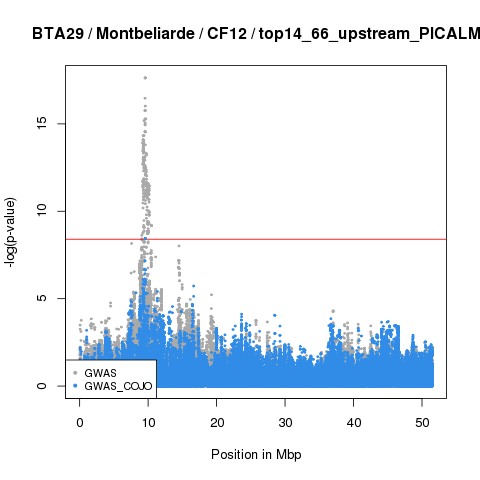 BTA29 / Montbeliarde / CF12 / top14_66_upstream_PICALM
-log(p-value)
15
10
5
0
GWAS
GWAS_COJO
0 10 20 30 40 50
Position in Mbp